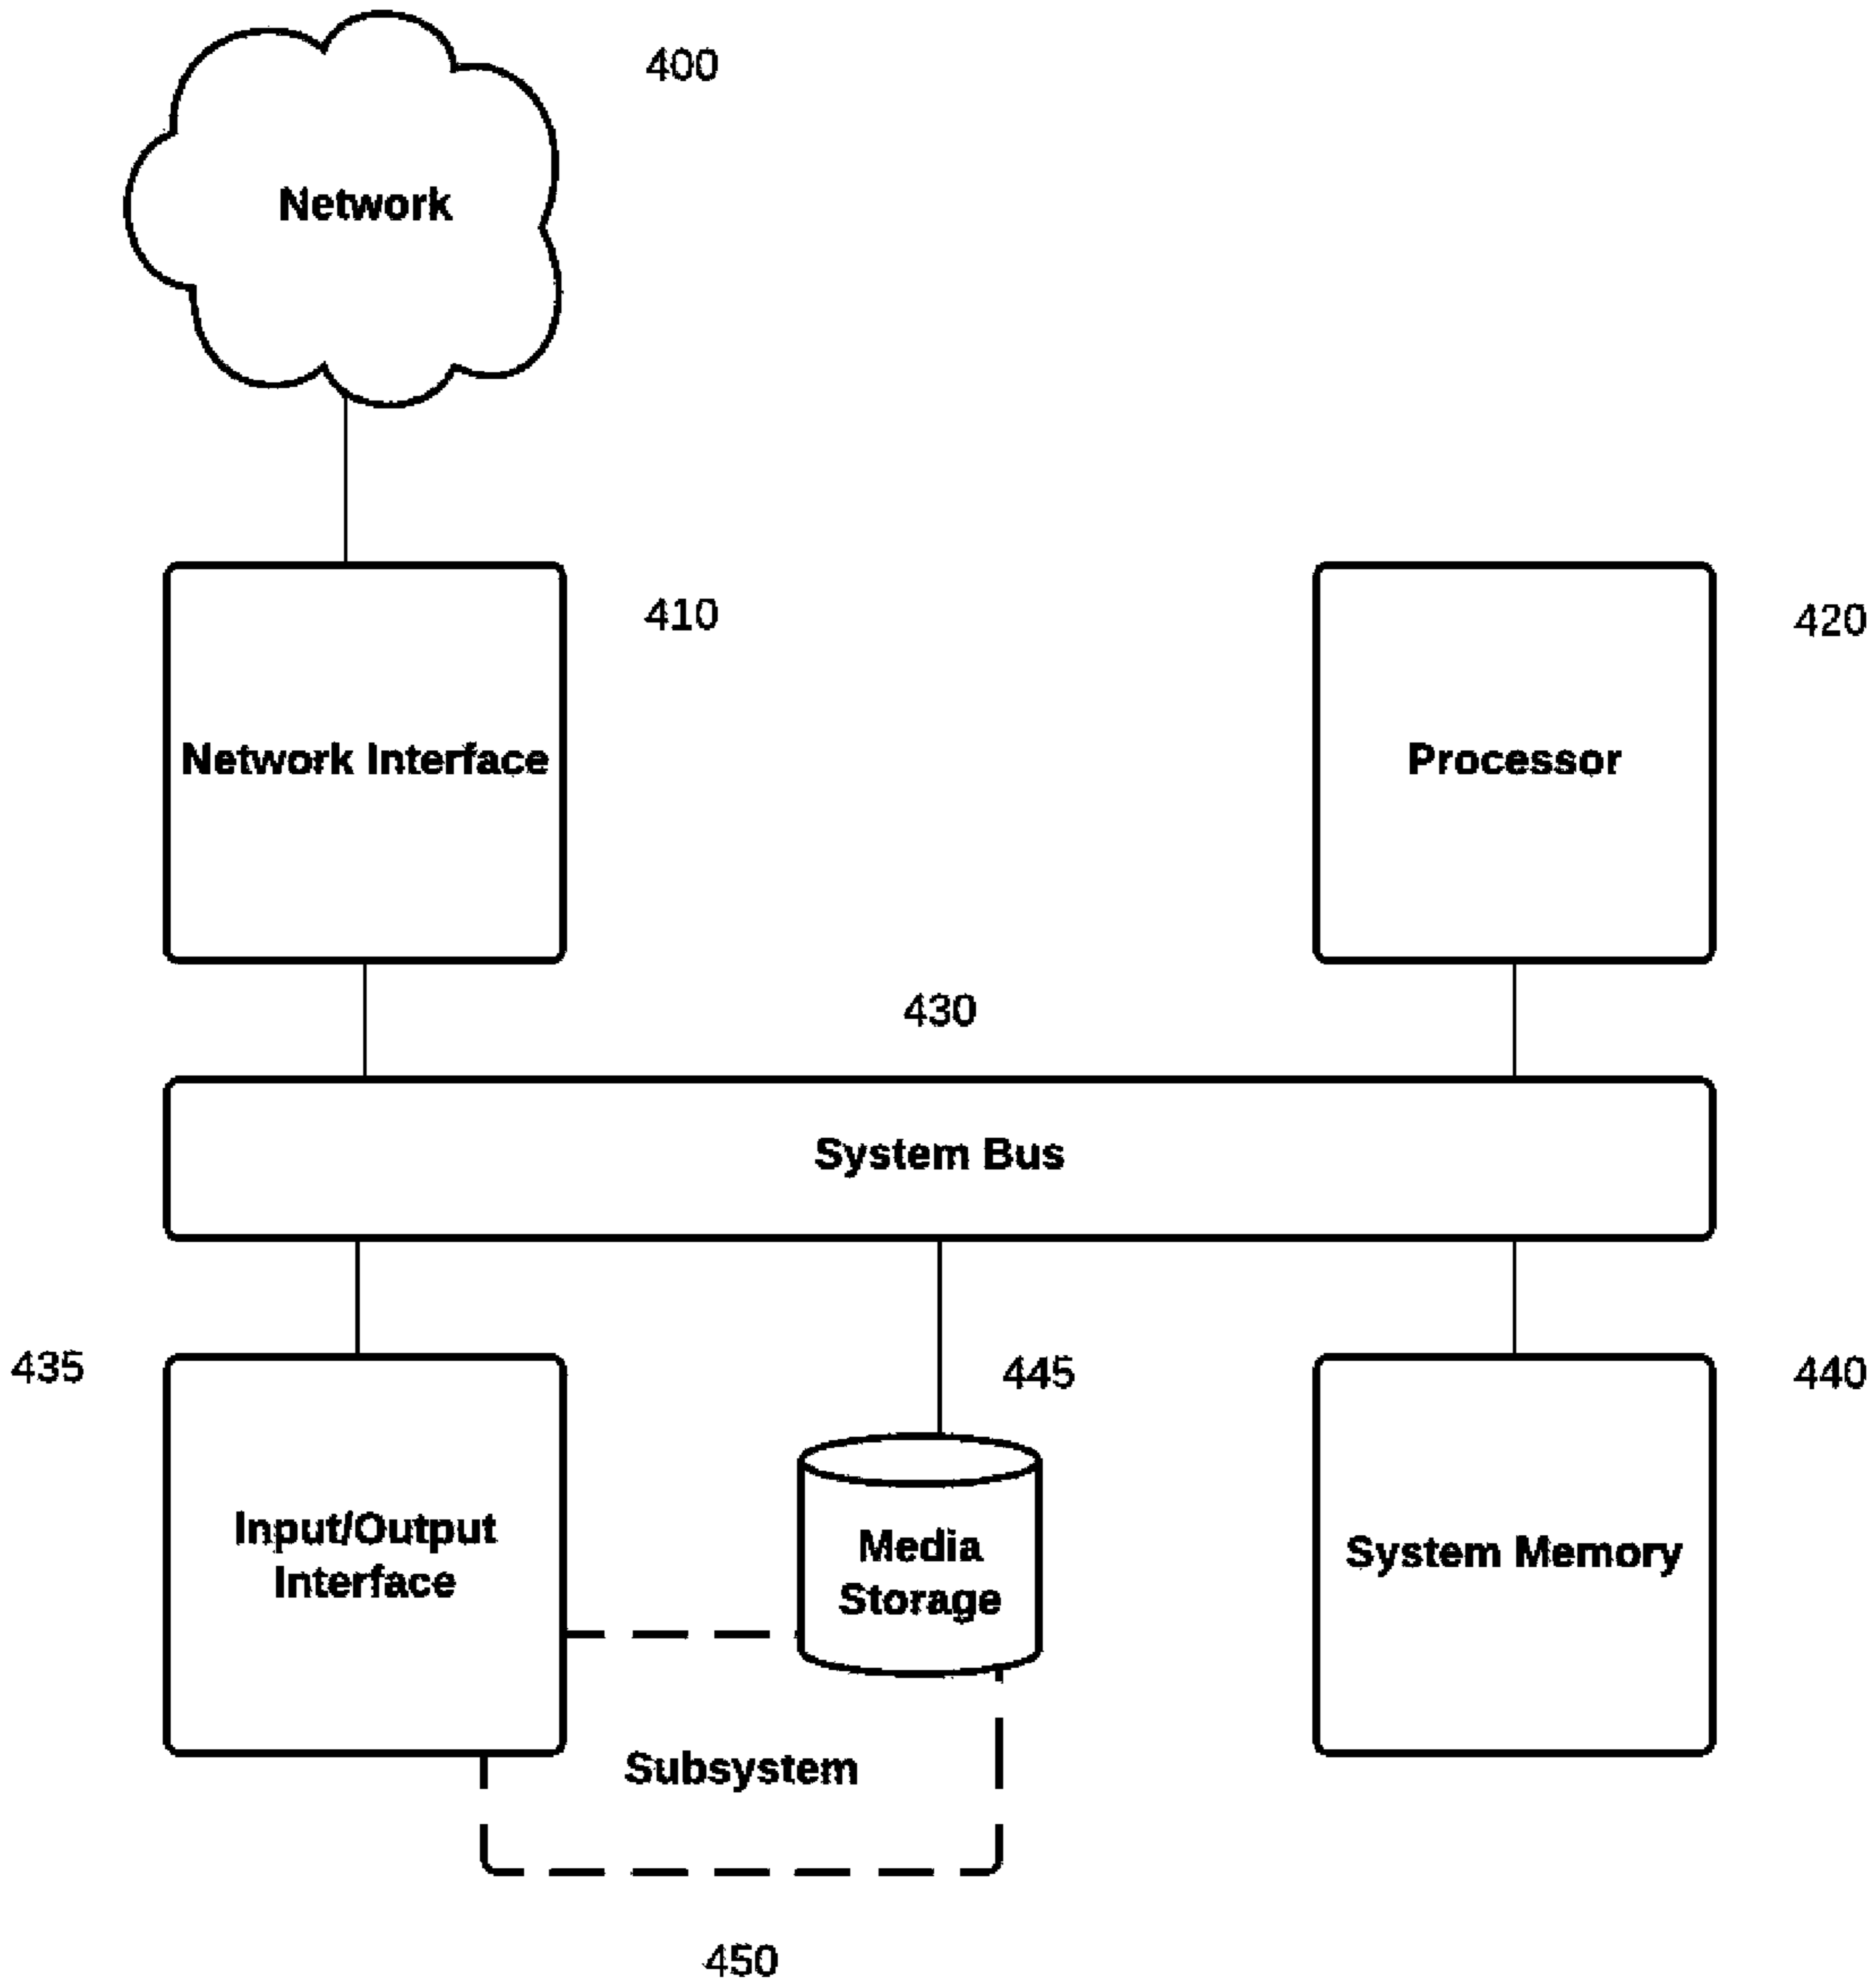 400
Network
410
420
Network Interface
Processor
430
System Bus
435
445
440
Input/Output
Interface
Media
Storage
System Memory
Subsystem
450